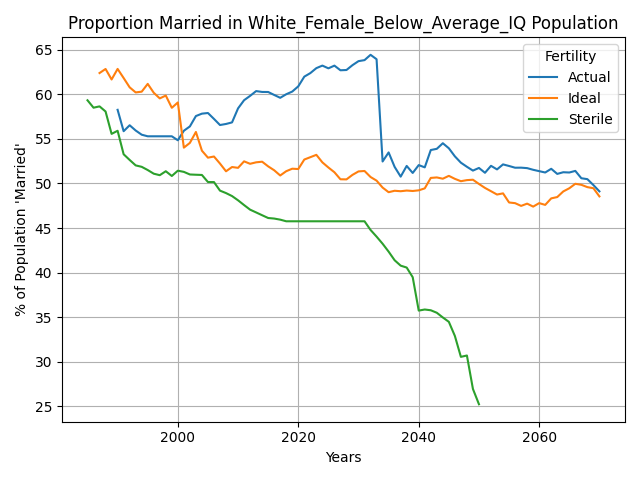 Proportion Married in White_Female_Below_Average_IQ Population
% of Population 'Married'
65
60
55
50
45
40
35
30
25
Fertility
Actual
Ideal
Sterile
2000
2020
2040
2060
Years